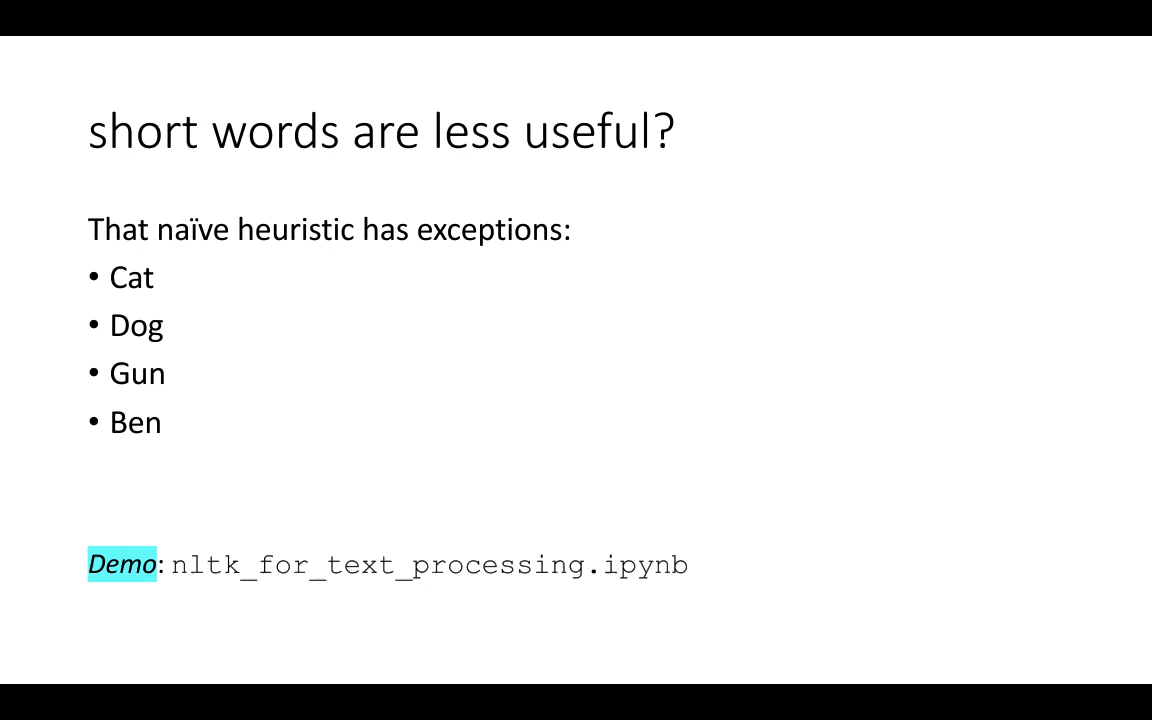 short words are less useful?
That naïve heuristic has exceptions:
• Cat
• Dog
• Gun
• Ben
Demo: nltk_for_text_processing.ipynb